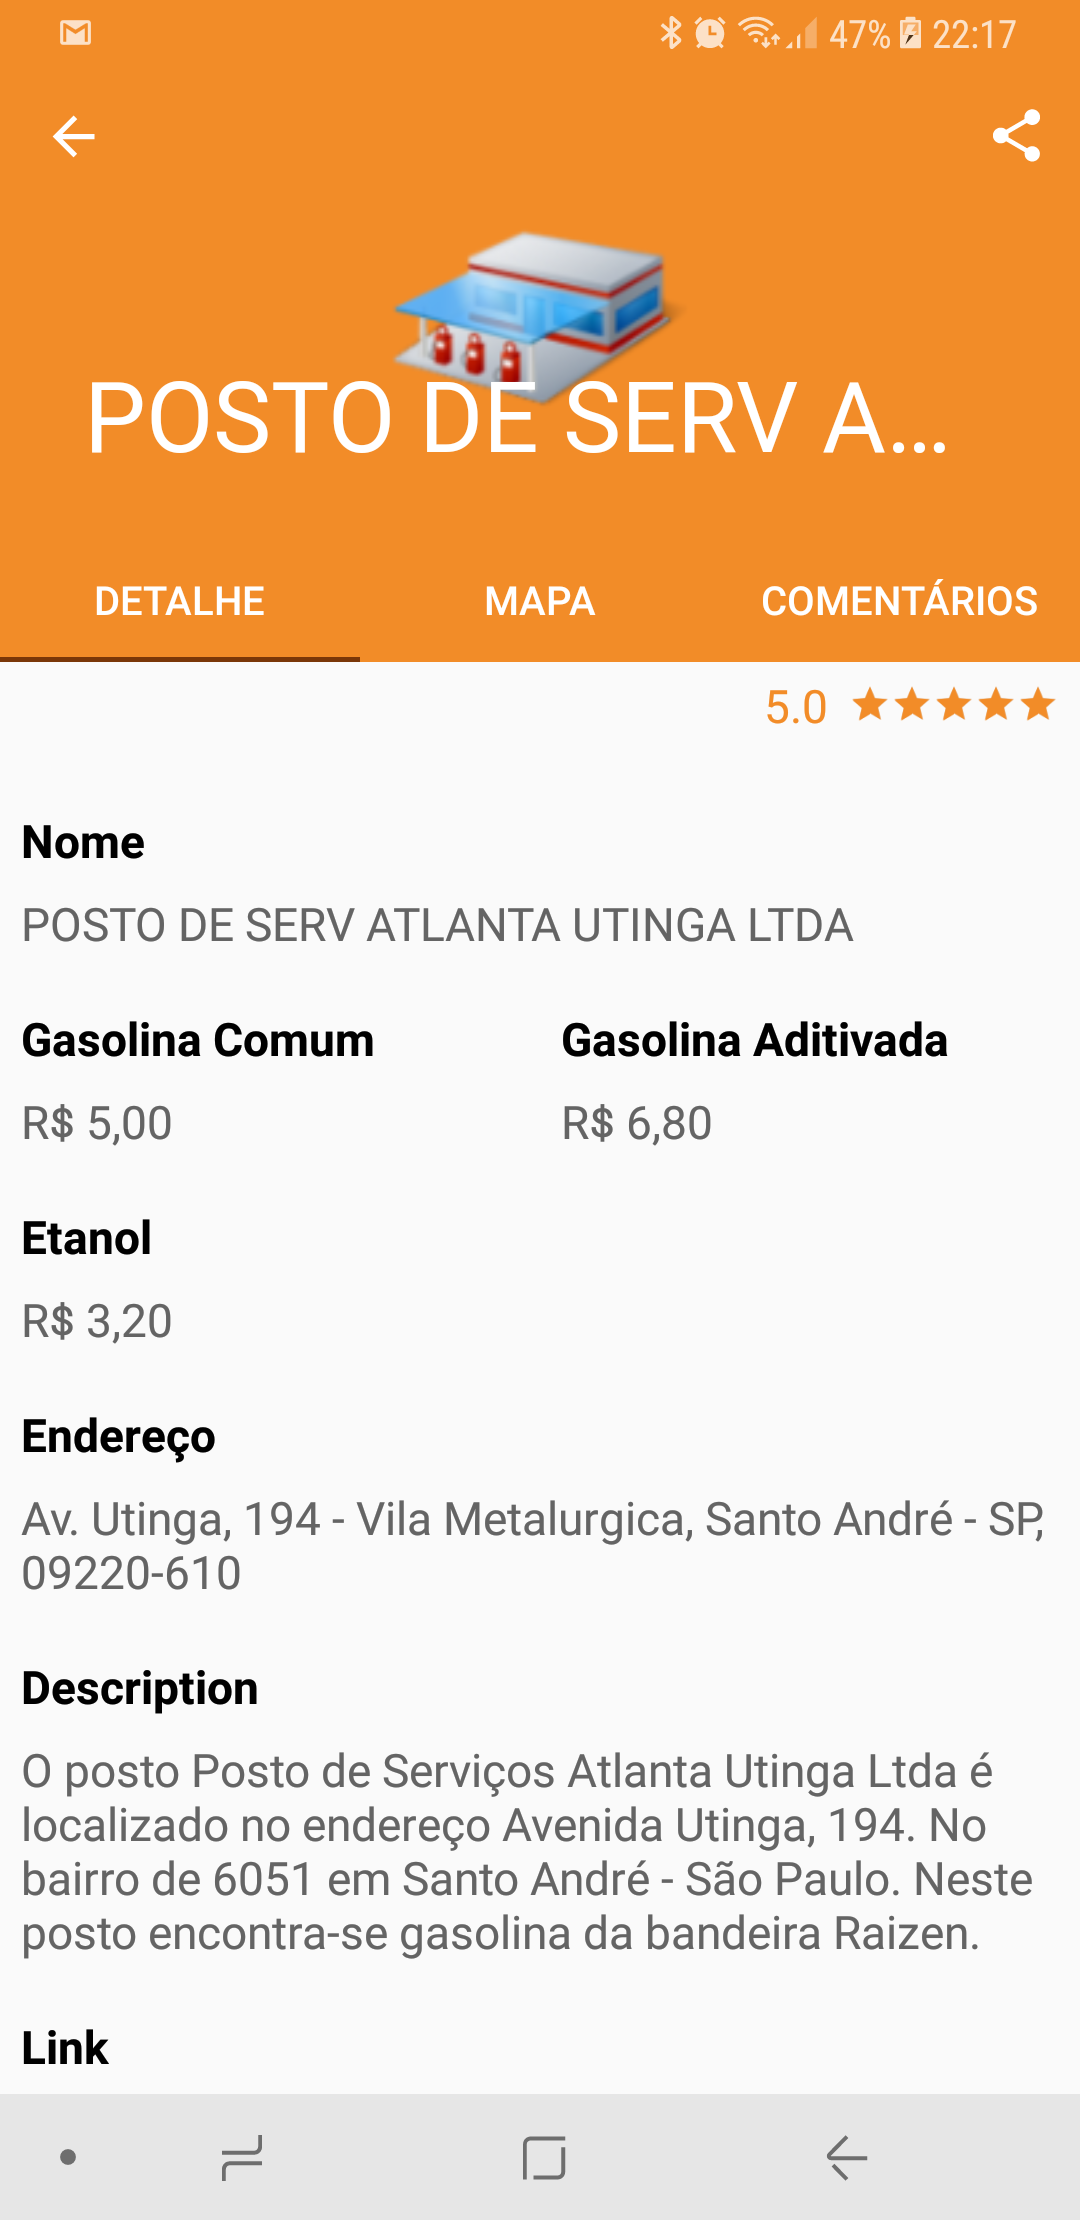 47% 22:17
POSTO DE SERV A...
DETALHE MAPA COMENTÁRIOS
5.0
Nome
POSTO DE SERV ATLANTA UTINGA LTDA
Gasolina Comum Gasolina Aditivada
R$ 5,00 R$ 6,80
Etanol
R$ 3,20
Endereço
Av. Utinga, 194 - Vila Metalurgica, Santo André - SP,
09220-610
Description
O posto Posto de Serviços Atlanta Utinga Ltda é
localizado no endereço Avenida Utinga, 194. No
bairro de 6051 em Santo André - São Paulo. Neste
posto encontra-se gasolina da bandeira Raizen.
Link